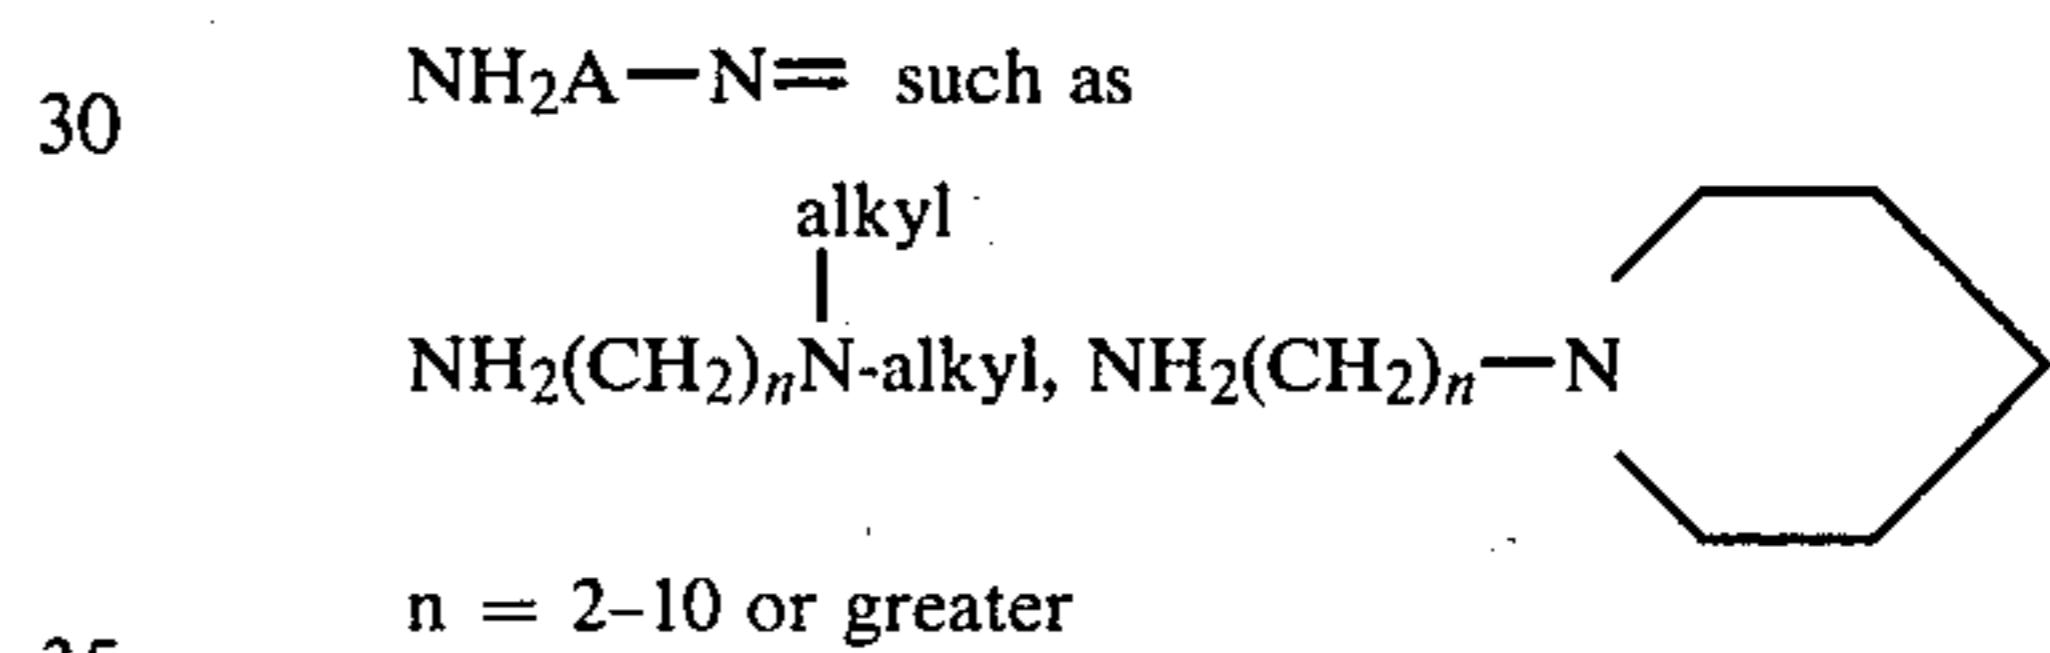 30 NH₂A—N= such as
alkyl
NH₂(CH₂)ₙN-alkyl, NH₂(CH₂)ₙ—N
n = 2–10 or greater